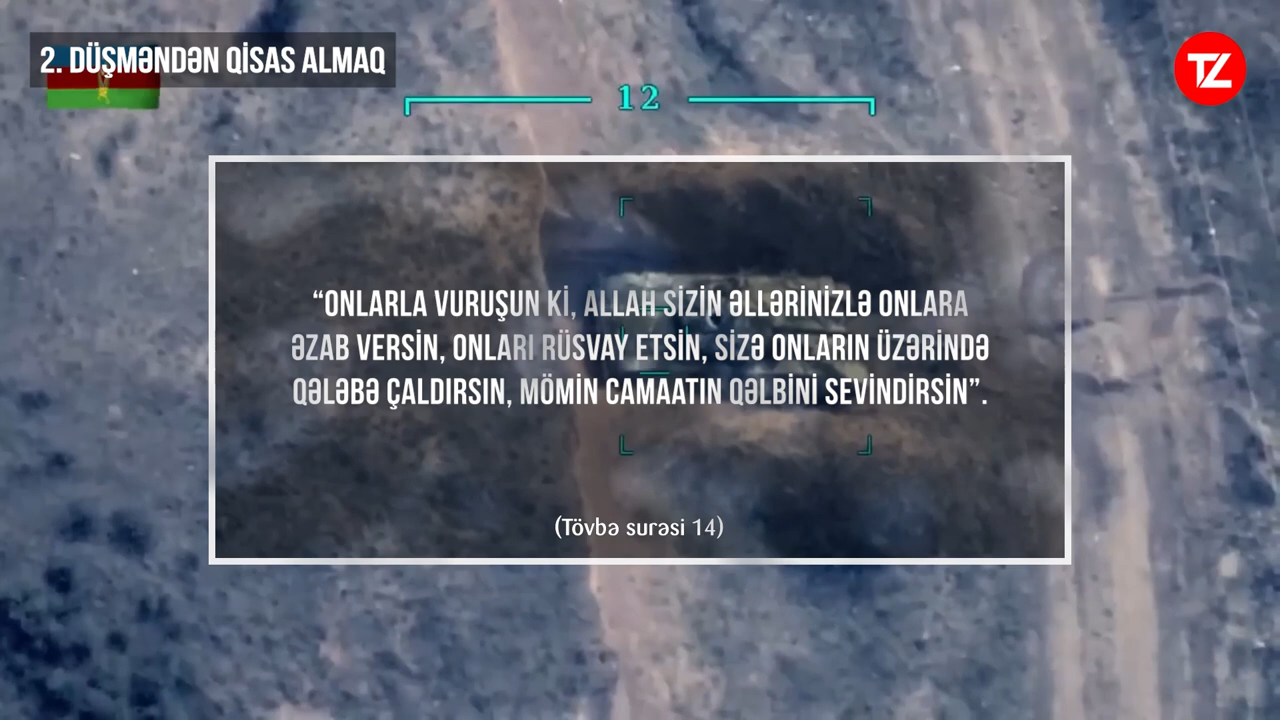 2. DÜŞMƏNDƏN QİSAS ALMAQ
TZ
12
“ONLARLA VURUŞUN Kİ, ALLAH SİZİN ƏLLƏRİNİZLƏ ONLARA
ƏZAB VERSİN, ONLARI RÜSVAY ETSİN, SİZƏ ONLARIN ÜZƏRİNDƏ
QƏLƏBƏ ÇALDIRSIN, MÖMİN CAMAATIN QƏLBİNİ SEVİNDİRSİN”.
(Tövbə surəsi 14)